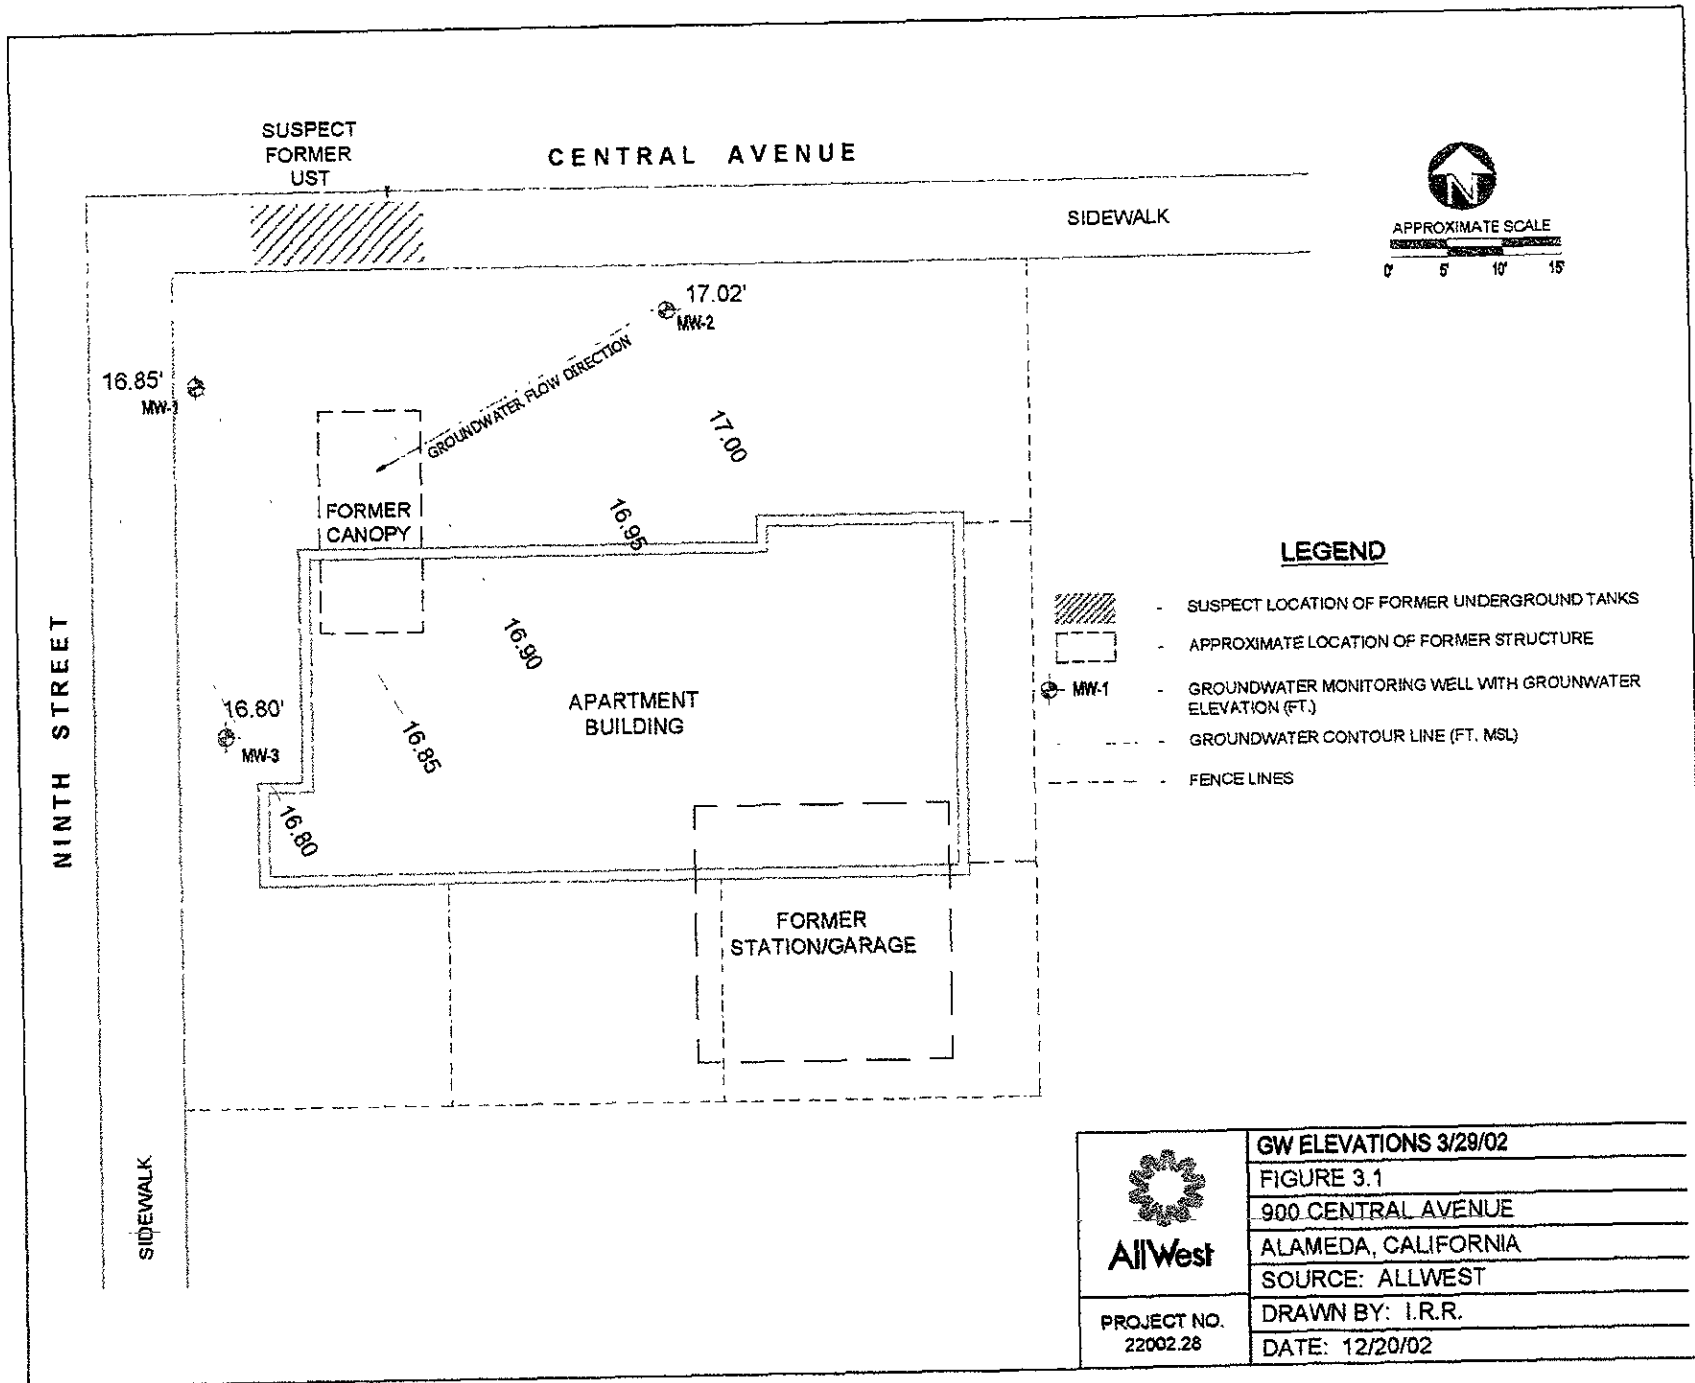 SUSPECT
FORMER
UST
CENTRAL AVENUE
SIDEWALK
N
APPROXIMATE SCALE
0' 5' 10' 15'
17.02'
MW-2
16.85'
MW-1
GROUNDWATER FLOW DIRECTION
17.00
FORMER
CANOPY
16.95
16.90
APARTMENT
BUILDING
16.80'
MW-3
16.85
16.80
NINTH STREET
FORMER
STATION/GARAGE
SIDEWALK
LEGEND
- SUSPECT LOCATION OF FORMER UNDERGROUND TANKS
- APPROXIMATE LOCATION OF FORMER STRUCTURE
MW-1 - GROUNDWATER MONITORING WELL WITH GROUNWATER
ELEVATION (FT.)
- GROUNDWATER CONTOUR LINE (FT. MSL)
- FENCE LINES
AllWest
PROJECT NO.
22002.28
GW ELEVATIONS 3/29/02
FIGURE 3.1
900 CENTRAL AVENUE
ALAMEDA, CALIFORNIA
SOURCE: ALLWEST
DRAWN BY: I.R.R.
DATE: 12/20/02